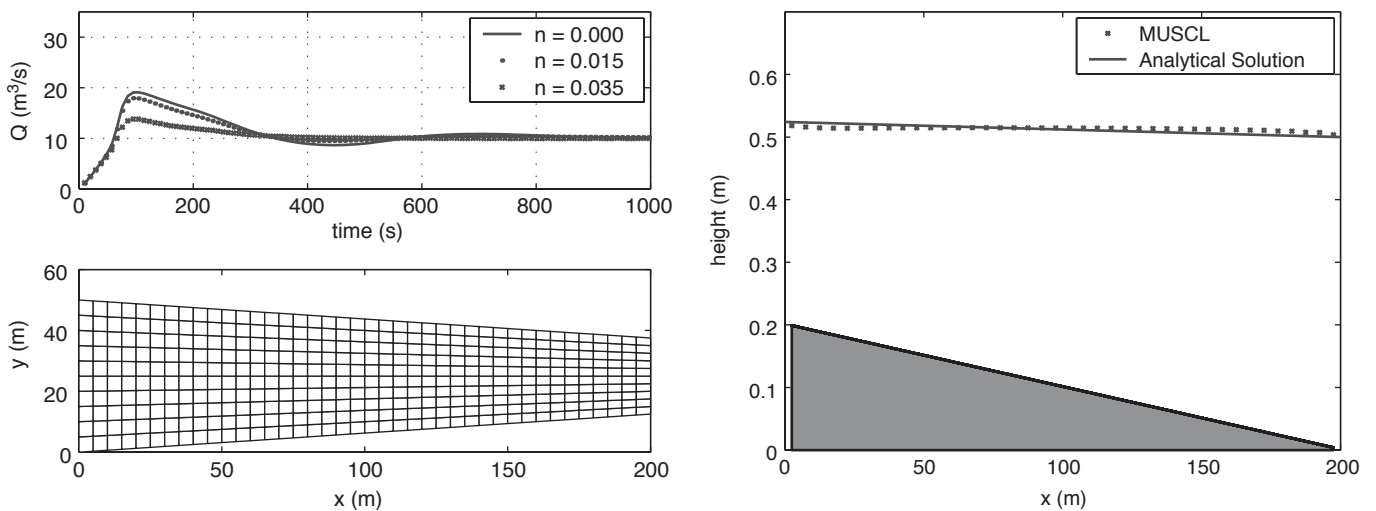 30
20
10
0
Q (m³/s)
n = 0.000
n = 0.015
n = 0.035
0 200 400 600 800 1000
time (s)
60
40
20
0
y (m)
0 50 100 150 200
x (m)
MUSCL
Analytical Solution
0.6
0.5
0.4
0.3
0.2
0.1
0
height (m)
0 50 100 150 200
x (m)